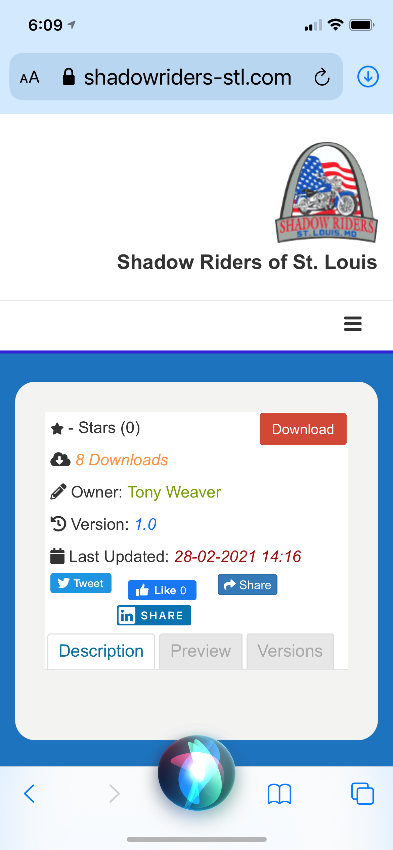 6:09
AA shadowriders-stl.com
SHADOW RIDERS
ST. LOUIS, MO
Shadow Riders of St. Louis
- Stars (0)
Download
8 Downloads
Owner: Tony Weaver
Version: 1.0
Last Updated: 28-02-2021 14:16
Tweet
Like 0
Share
in SHARE
Description Preview Versions